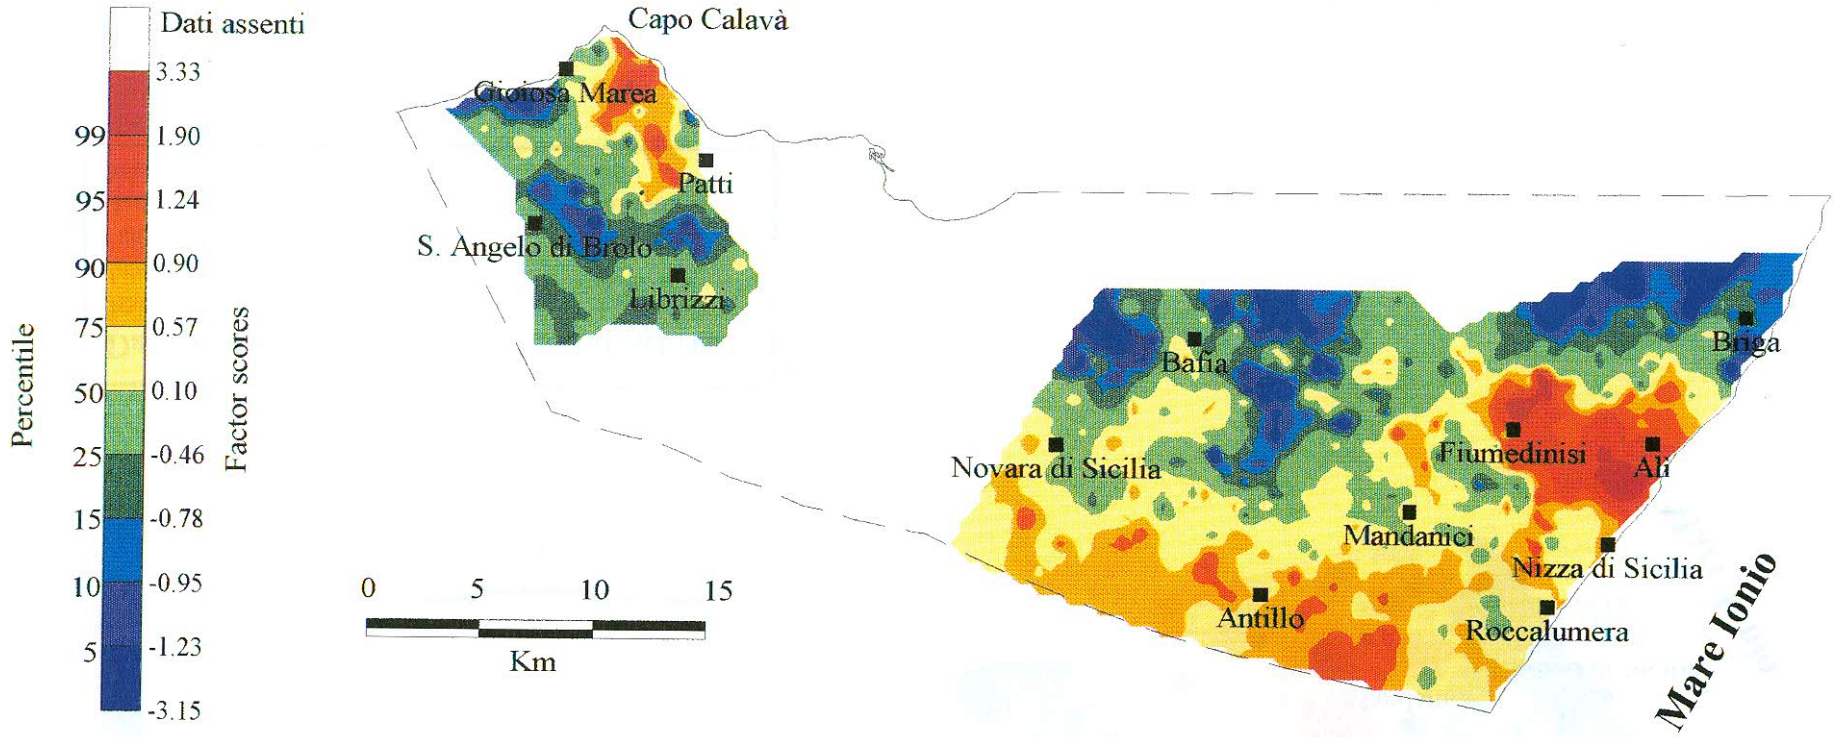 Dati assenti
Capo Calavà
3.33
Gioiosa Marea
99
1.90
Patti
95
1.24
S. Angelo di Brolo
90
0.90
Librizzi
75
0.57
Briga
Bafia
50
0.10
Percentile
Factor scores
Fiumedinisi
25
-0.46
Novara di Sicilia
Alì
15
-0.78
Mandanici
10
-0.95
Nizza di Sicilia
0 5 10 15
Antillo
Roccalumera
5
-1.23
Km
Mare Ionio
-3.15